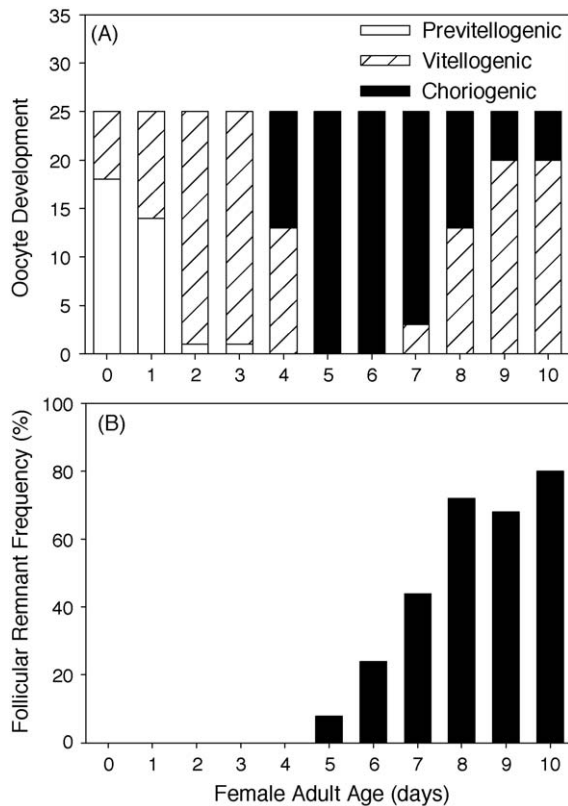 (A)
Previtellogenic
Vitellogenic
Choriogenic
Oocyte Development
35
30
25
20
15
10
5
0
0 1 2 3 4 5 6 7 8 9 10
(B)
Follicular Remnant Frequency (%)
100
80
60
40
20
0
0 1 2 3 4 5 6 7 8 9 10
Female Adult Age (days)